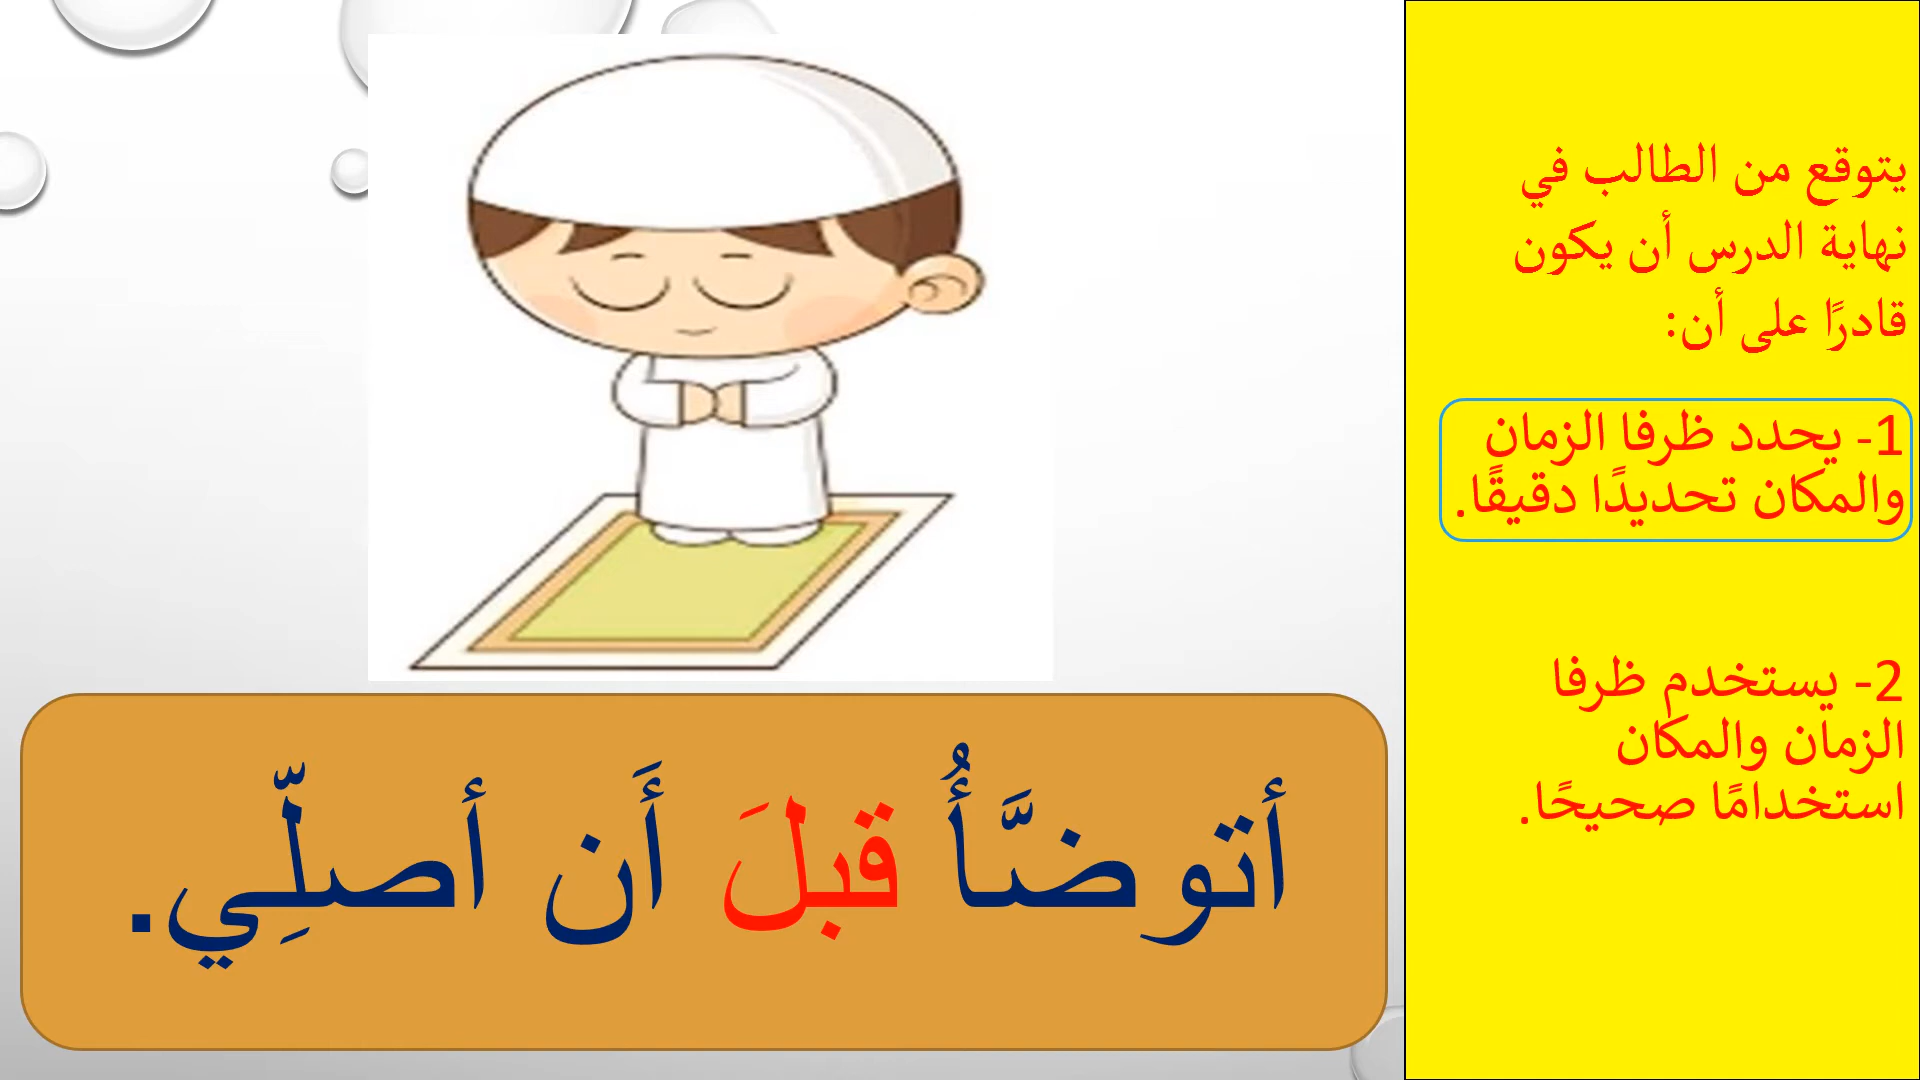 يتوقع من الطالب في
نهاية الدرس أن يكون
قادرًا على أن:
1- يحدد ظرفا الزمان
والمكان تحديدًا دقيقًا.
2- يستخدم ظرفا
الزمان والمكان
استخدامًا صحيحًا.
أتوضَّأُ قبلَ أَن أصلِّي.